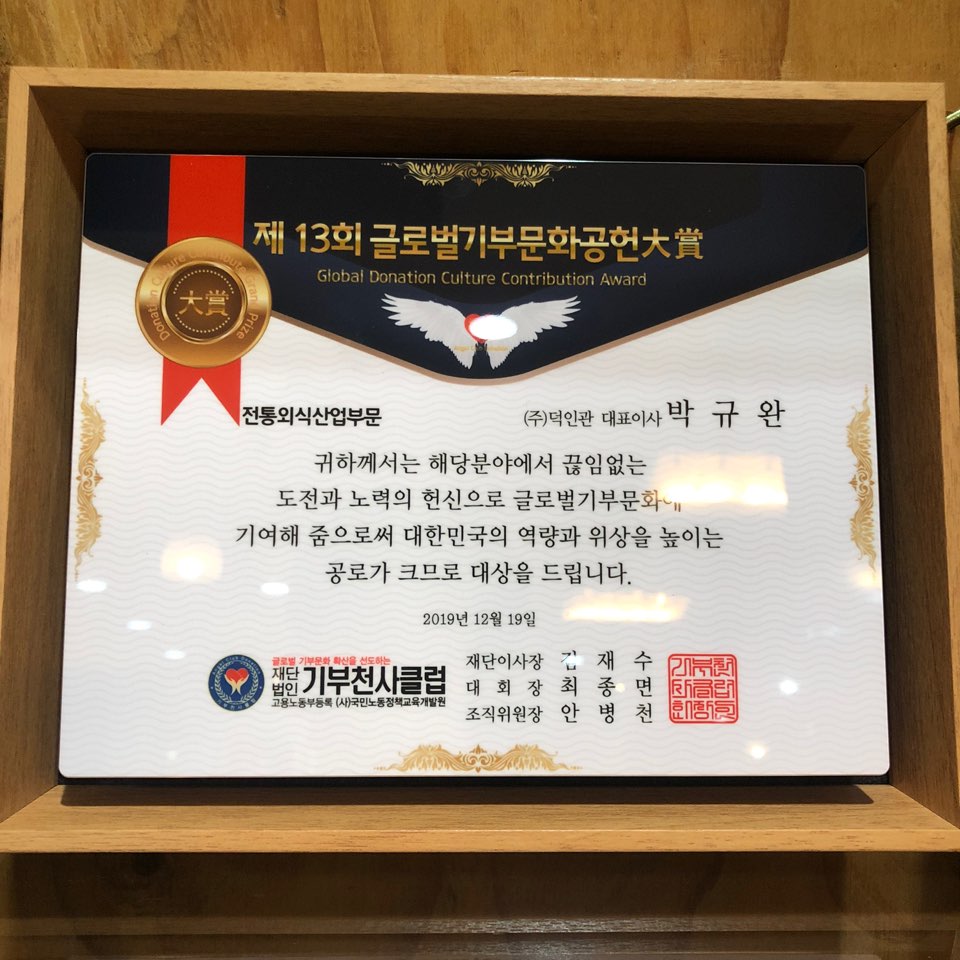 제 13회 글로벌기부문화공헌大賞
Global Donation Culture Contribution Award
Donation Culture Contribute Grand Prize
大賞
전통외식산업부문
(주)덕인관 대표이사 박 규 완
귀하께서는 해당분야에서 끊임없는
도전과 노력의 헌신으로 글로벌기부문화에
기여해 줌으로써 대한민국의 역량과 위상을 높이는
공로가 크므로 대상을 드립니다.
2019년 12월 19일
글로벌 기부문화 확산을 선도하는
재단법인 기부천사클럽
고용노동부등록 (사)국민노동정책교육개발원
재단이사장 김 재 수
대 회 장 최 종 면
조직위원장 안 병 천